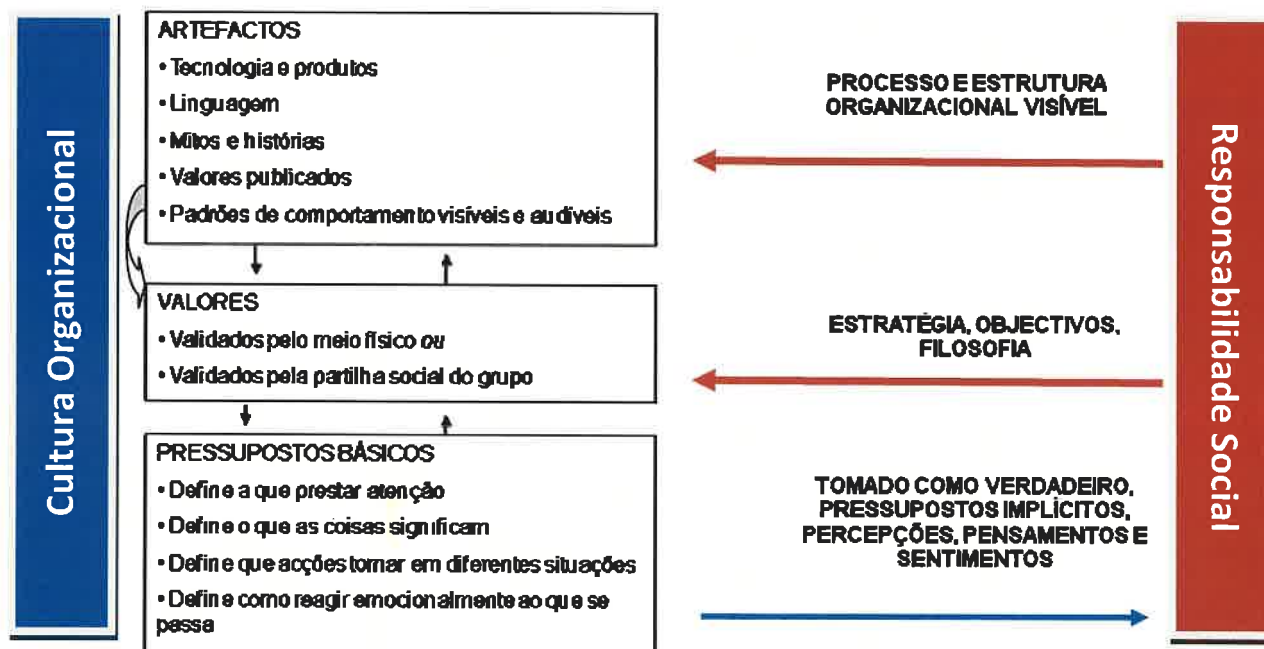 Cultura Organizacional
ARTEFACTOS
• Tecnologia e produtos
• Linguagem
• Mitos e histórias
• Valores publicados
• Padrões de comportamento visíveis e audíveis
VALORES
• Validados pelo meio físico ou
• Validados pela partilha social do grupo
PRESSUPOSTOS BÁSICOS
• Define a que prestar atenção
• Define o que as coisas significam
• Define que acções tomar em diferentes situações
• Define como reagir emocionalmente ao que se
passa
PROCESSO E ESTRUTURA
ORGANIZACIONAL VISÍVEL
ESTRATÉGIA, OBJECTIVOS,
FILOSOFIA
TOMADO COMO VERDADEIRO,
PRESSUPOSTOS IMPLÍCITOS,
PERCEPÇÕES, PENSAMENTOS E
SENTIMENTOS
Responsabilidade Social